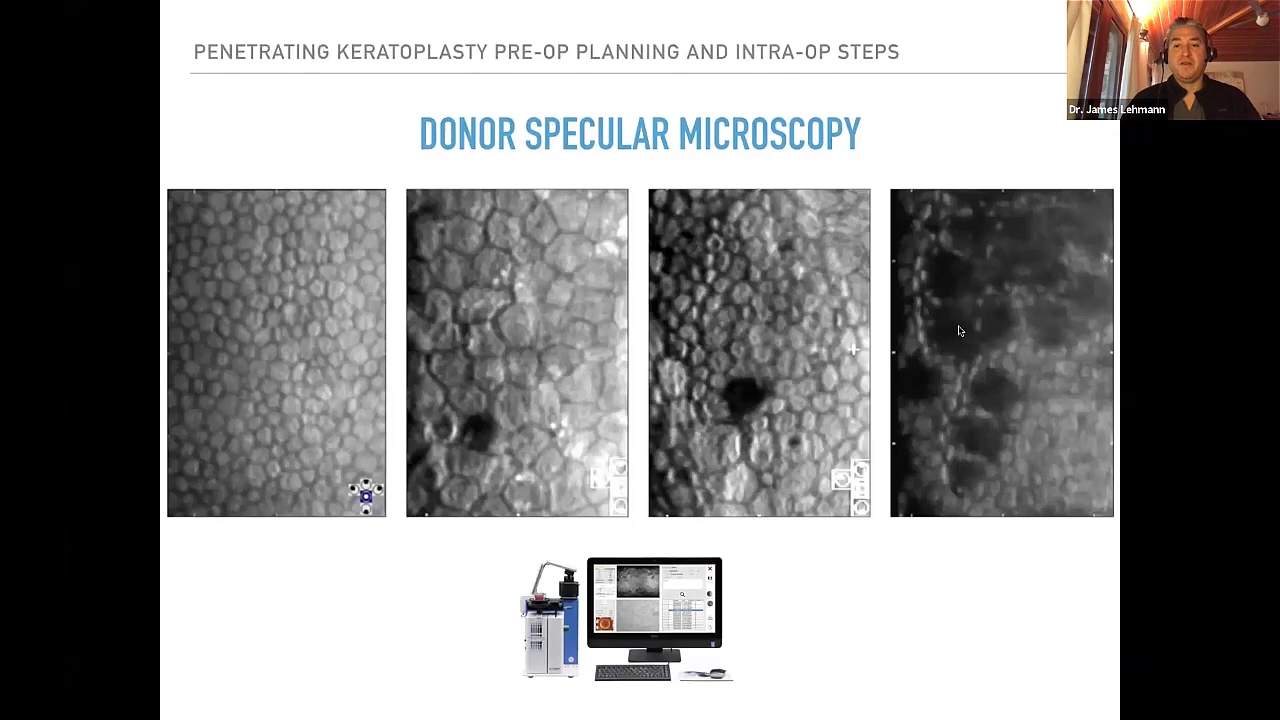 PENETRATING KERATOPLASTY PRE-OP PLANNING AND INTRA-OP STEPS
Dr. James Lehmann
DONOR SPECULAR MICROSCOPY